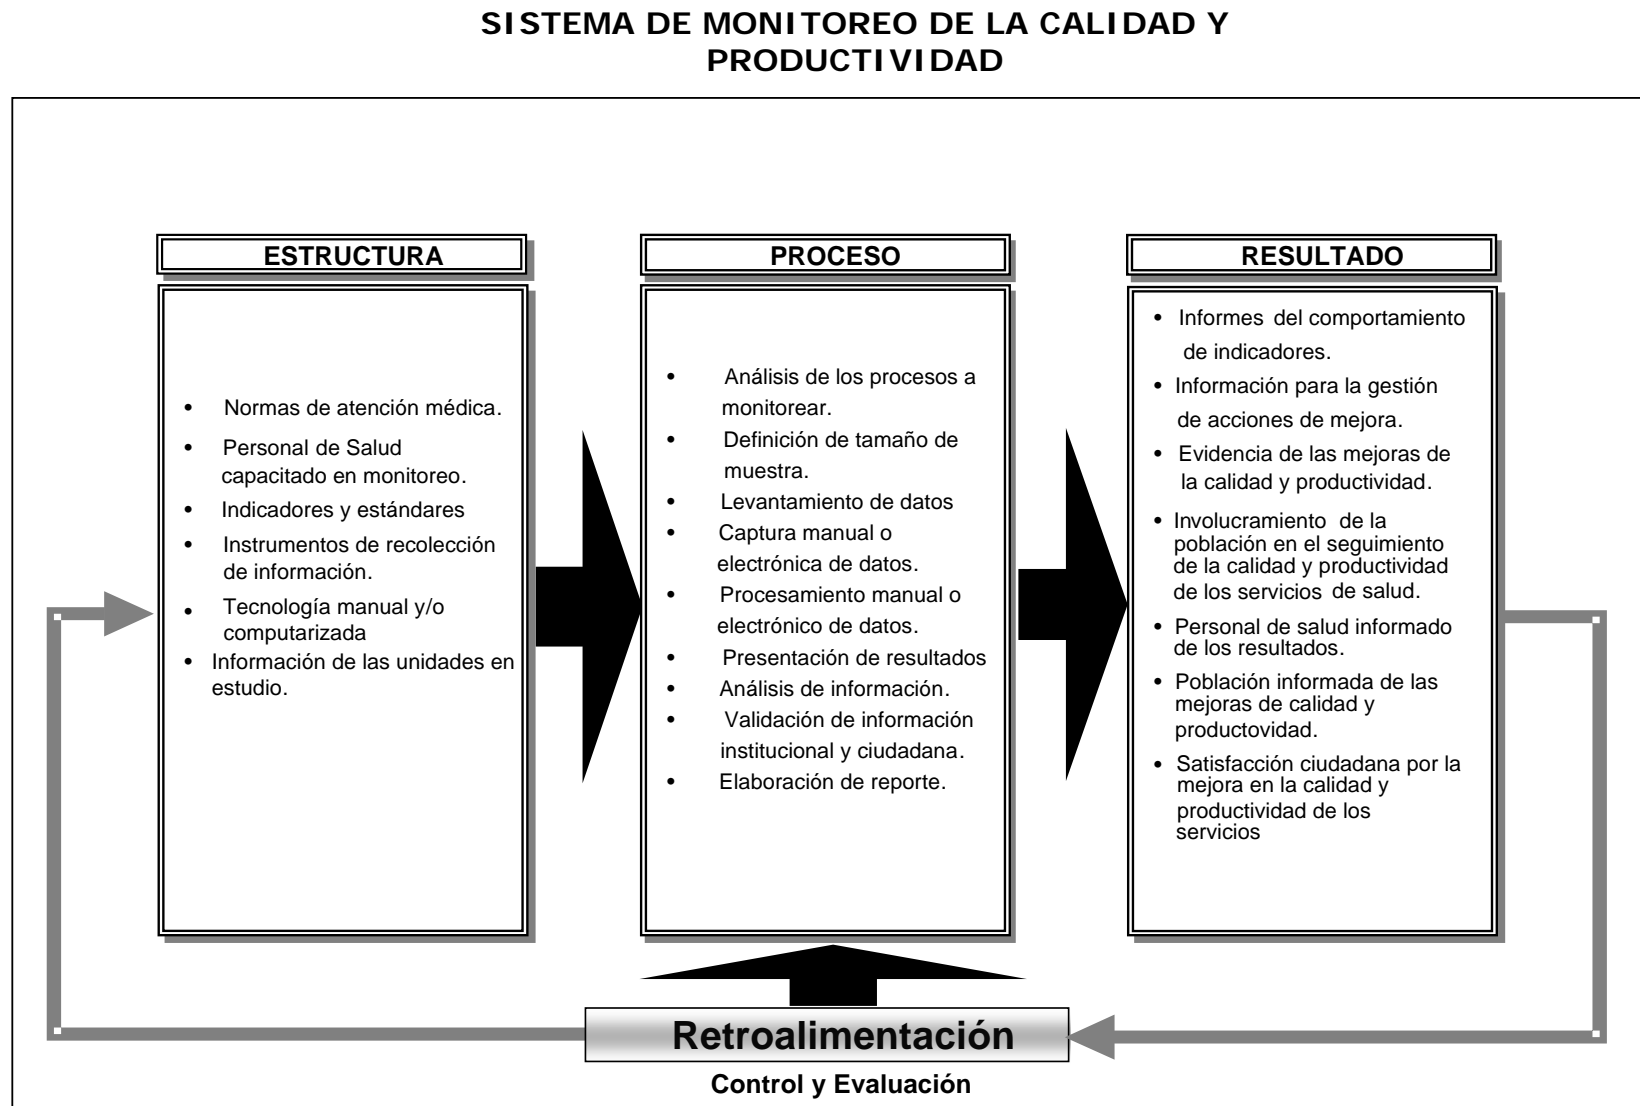 SISTEMA DE MONITOREO DE LA CALIDAD Y
PRODUCTIVIDAD
ESTRUCTURA
• Normas de atención médica.
• Personal de Salud
capacitado en monitoreo.
• Indicadores y estándares
• Instrumentos de recolección
de información.
• Tecnología manual y/o
computarizada
• Información de las unidades en
estudio.
PROCESO
• Análisis de los procesos a
monitorear.
• Definición de tamaño de
muestra.
• Levantamiento de datos
• Captura manual o
electrónica de datos.
• Procesamiento manual o
electrónico de datos.
• Presentación de resultados
• Análisis de información.
• Validación de información
institucional y ciudadana.
• Elaboración de reporte.
RESULTADO
• Informes del comportamiento
de indicadores.
• Información para la gestión
de acciones de mejora.
• Evidencia de las mejoras de
la calidad y productividad.
• Involucramiento de la
población en el seguimiento
de la calidad y productividad
de los servicios de salud.
• Personal de salud informado
de los resultados.
• Población informada de las
mejoras de calidad y
productovidad.
• Satisfacción ciudadana por la
mejora en la calidad y
productividad de los
servicios
Retroalimentación
Control y Evaluación